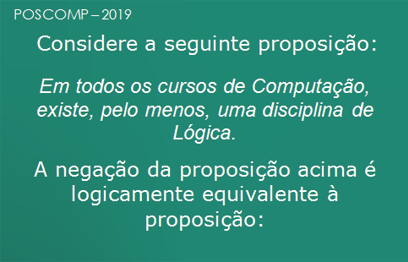 POSCOMP – 2019
Considere a seguinte proposição:
Em todos os cursos de Computação,
existe, pelo menos, uma disciplina de
Lógica.
A negação da proposição acima é
logicamente equivalente à
proposição: